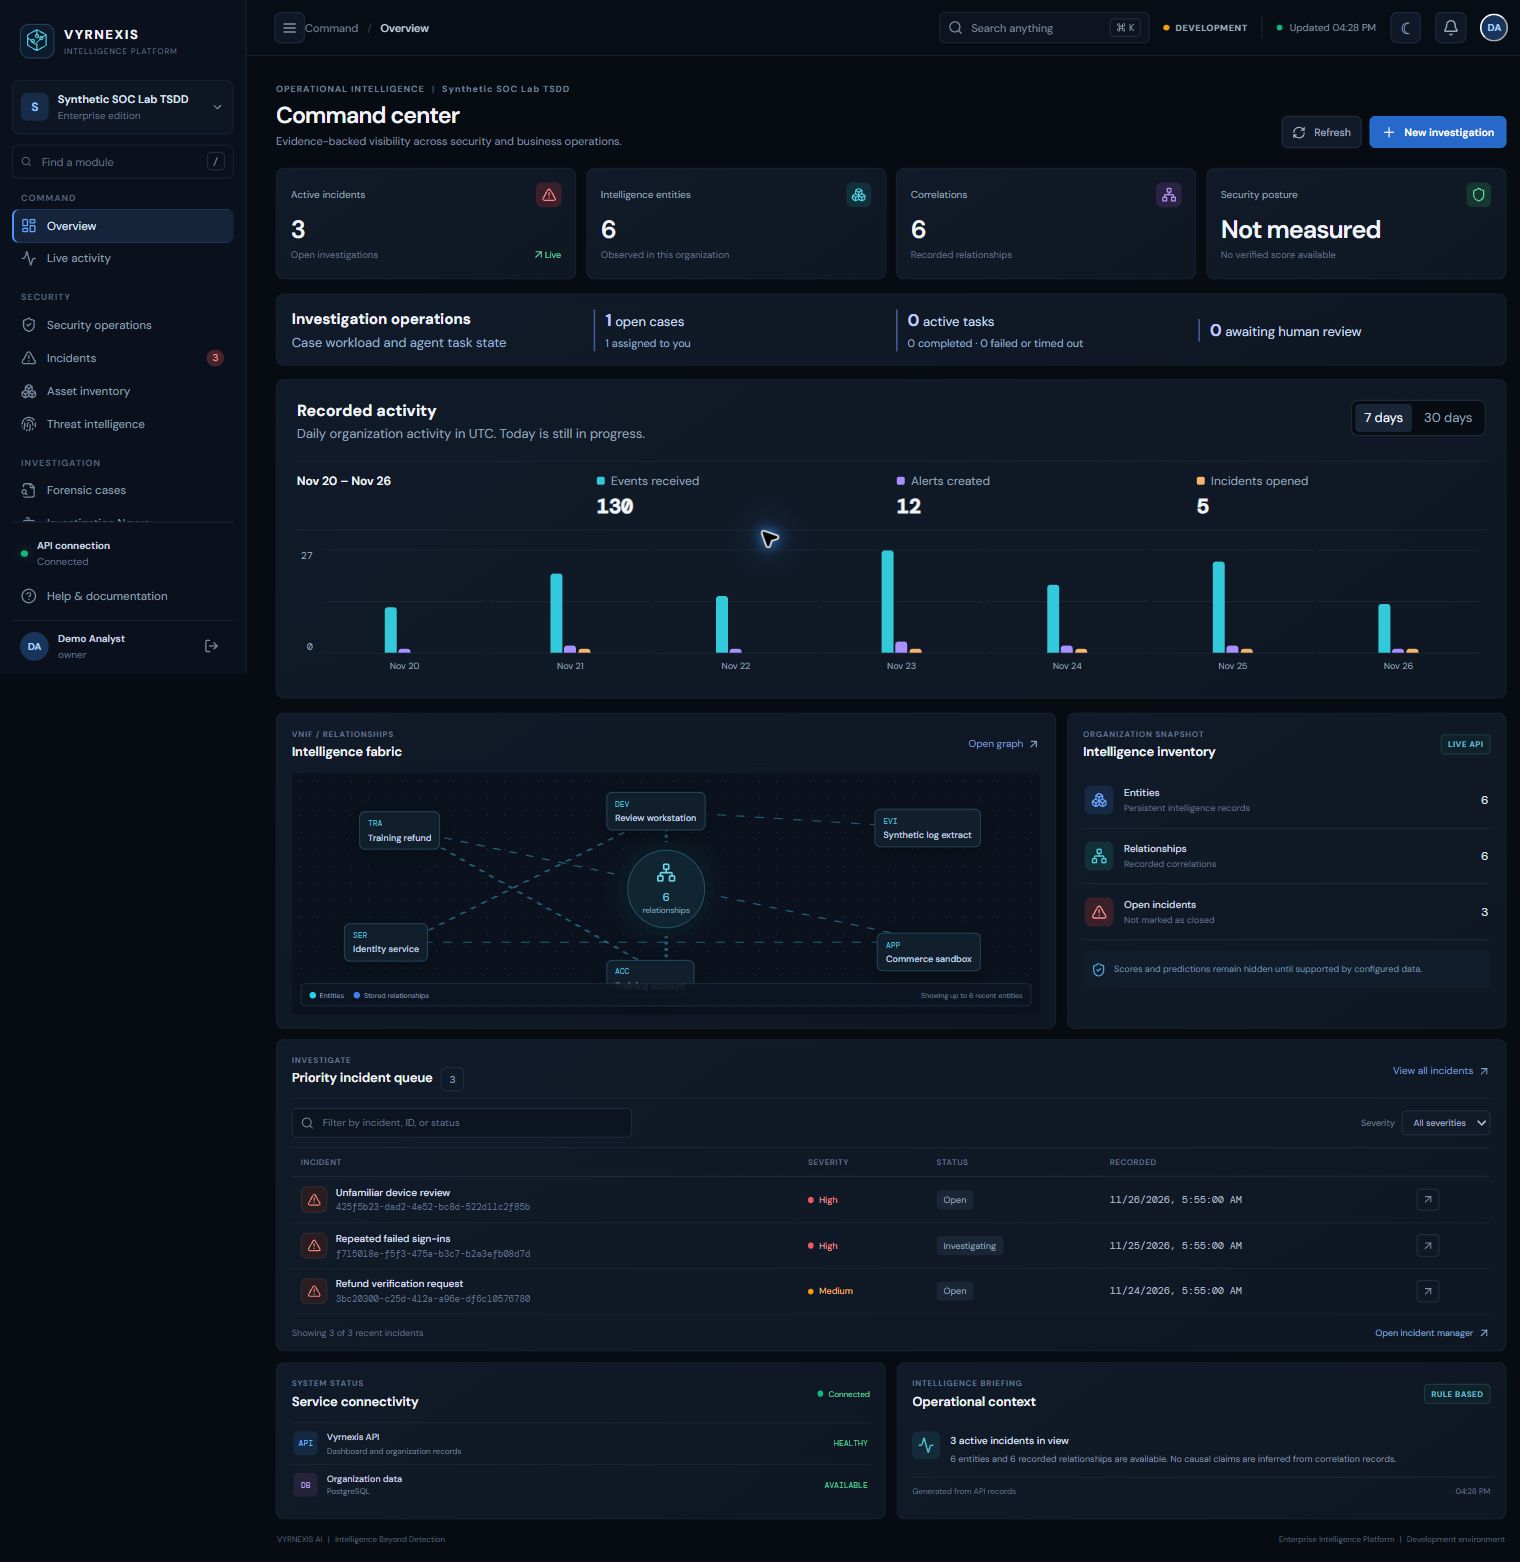 VYRNEXIS
INTELLIGENCE PLATFORM
S
Synthetic SOC Lab TSDD
Enterprise edition
Find a module
/
COMMAND
Overview
Live activity
SECURITY
Security operations
Incidents
3
Asset inventory
Threat intelligence
INVESTIGATION
Forensic cases
API connection
Connected
Help & documentation
DA
Demo Analyst
owner
Command / Overview
Search anything
⌘ K
DEVELOPMENT
Updated 04:28 PM
DA
OPERATIONAL INTELLIGENCE | Synthetic SOC Lab TSDD
Command center
Evidence-backed visibility across security and business operations.
Refresh
New investigation
Active incidents
3
Open investigations
Live
Intelligence entities
6
Observed in this organization
Correlations
6
Recorded relationships
Security posture
Not measured
No verified score available
Investigation operations
Case workload and agent task state
1 open cases
1 assigned to you
0 active tasks
0 completed · 0 failed or timed out
0 awaiting human review
Recorded activity
Daily organization activity in UTC. Today is still in progress.
7 days
30 days
Nov 20 – Nov 26
Events received
130
Alerts created
12
Incidents opened
5
27
0
Nov 20
Nov 21
Nov 22
Nov 23
Nov 24
Nov 25
Nov 26
VNIF / RELATIONSHIPS
Intelligence fabric
Open graph
TRA
Training refund
DEV
Review workstation
EVI
Synthetic log extract
6
relationships
SER
Identity service
ACC
Training account
APP
Commerce sandbox
Entities
Stored relationships
Showing up to 6 recent entities
ORGANIZATION SNAPSHOT
Intelligence inventory
LIVE API
Entities
Persistent intelligence records
6
Relationships
Recorded correlations
6
Open incidents
Not marked as closed
3
Scores and predictions remain hidden until supported by configured data.
INVESTIGATE
Priority incident queue
3
View all incidents
Filter by incident, ID, or status
Severity
All severities
INCIDENT SEVERITY STATUS RECORDED
Unfamiliar device review
425f5b23-dad2-4e52-bc8d-522d11c2f85b
High
Open
11/26/2026, 5:55:00 AM
Repeated failed sign-ins
f715018e-f5f3-475a-b3c7-b2a3efb08d7d
High
Investigating
11/25/2026, 5:55:00 AM
Refund verification request
3bc20300-c25d-412a-a96e-df6c10576780
Medium
Open
11/24/2026, 5:55:00 AM
Showing 3 of 3 recent incidents
Open incident manager
SYSTEM STATUS
Service connectivity
Connected
API
Vyrnexis API
Dashboard and organization records
HEALTHY
DB
Organization data
PostgreSQL
AVAILABLE
INTELLIGENCE BRIEFING
Operational context
RULE BASED
3 active incidents in view
6 entities and 6 recorded relationships are available. No causal claims are inferred from correlation records.
Generated from API records
04:28 PM
VYRNEXIS AI | Intelligence Beyond Detection
Enterprise Intelligence Platform | Development environment